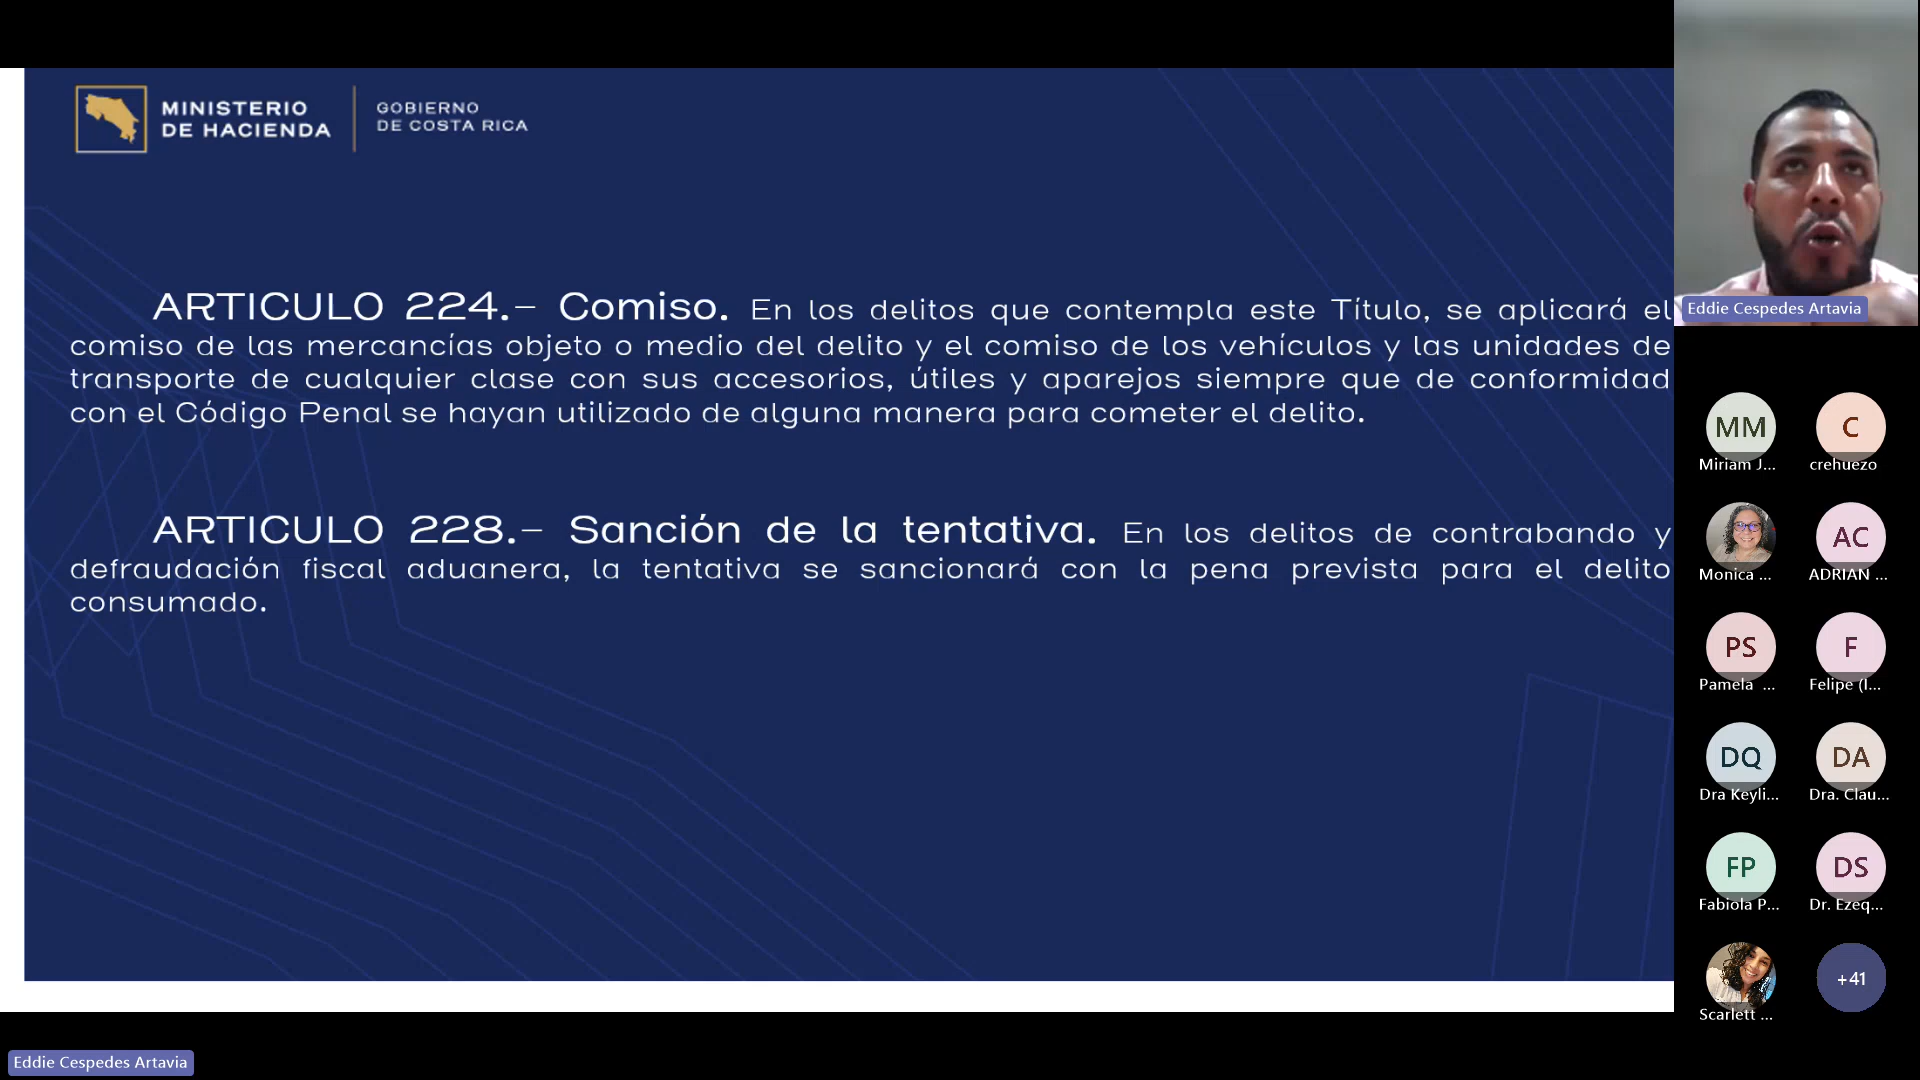 MINISTERIO
DE HACIENDA
GOBIERNO
DE COSTA RICA
ARTICULO 224.– Comiso. En los delitos que contempla este Título, se aplicará el
comiso de las mercancías objeto o medio del delito y el comiso de los vehículos y las unidades de
transporte de cualquier clase con sus accesorios, útiles y aparejos siempre que de conformidad
con el Código Penal se hayan utilizado de alguna manera para cometer el delito.
ARTICULO 228.– Sanción de la tentativa. En los delitos de contrabando y
defraudación fiscal aduanera, la tentativa se sancionará con la pena prevista para el delito
consumado.
Eddie Cespedes Artavia
MM
Miriam J...
C
crehuezo
Monica ...
AC
ADRIAN ...
PS
Pamela ...
F
Felipe (I...
DQ
Dra Keyli...
DA
Dra. Clau...
FP
Fabiola P...
DS
Dr. Ezeq...
Scarlett ...
+41
Eddie Cespedes Artavia